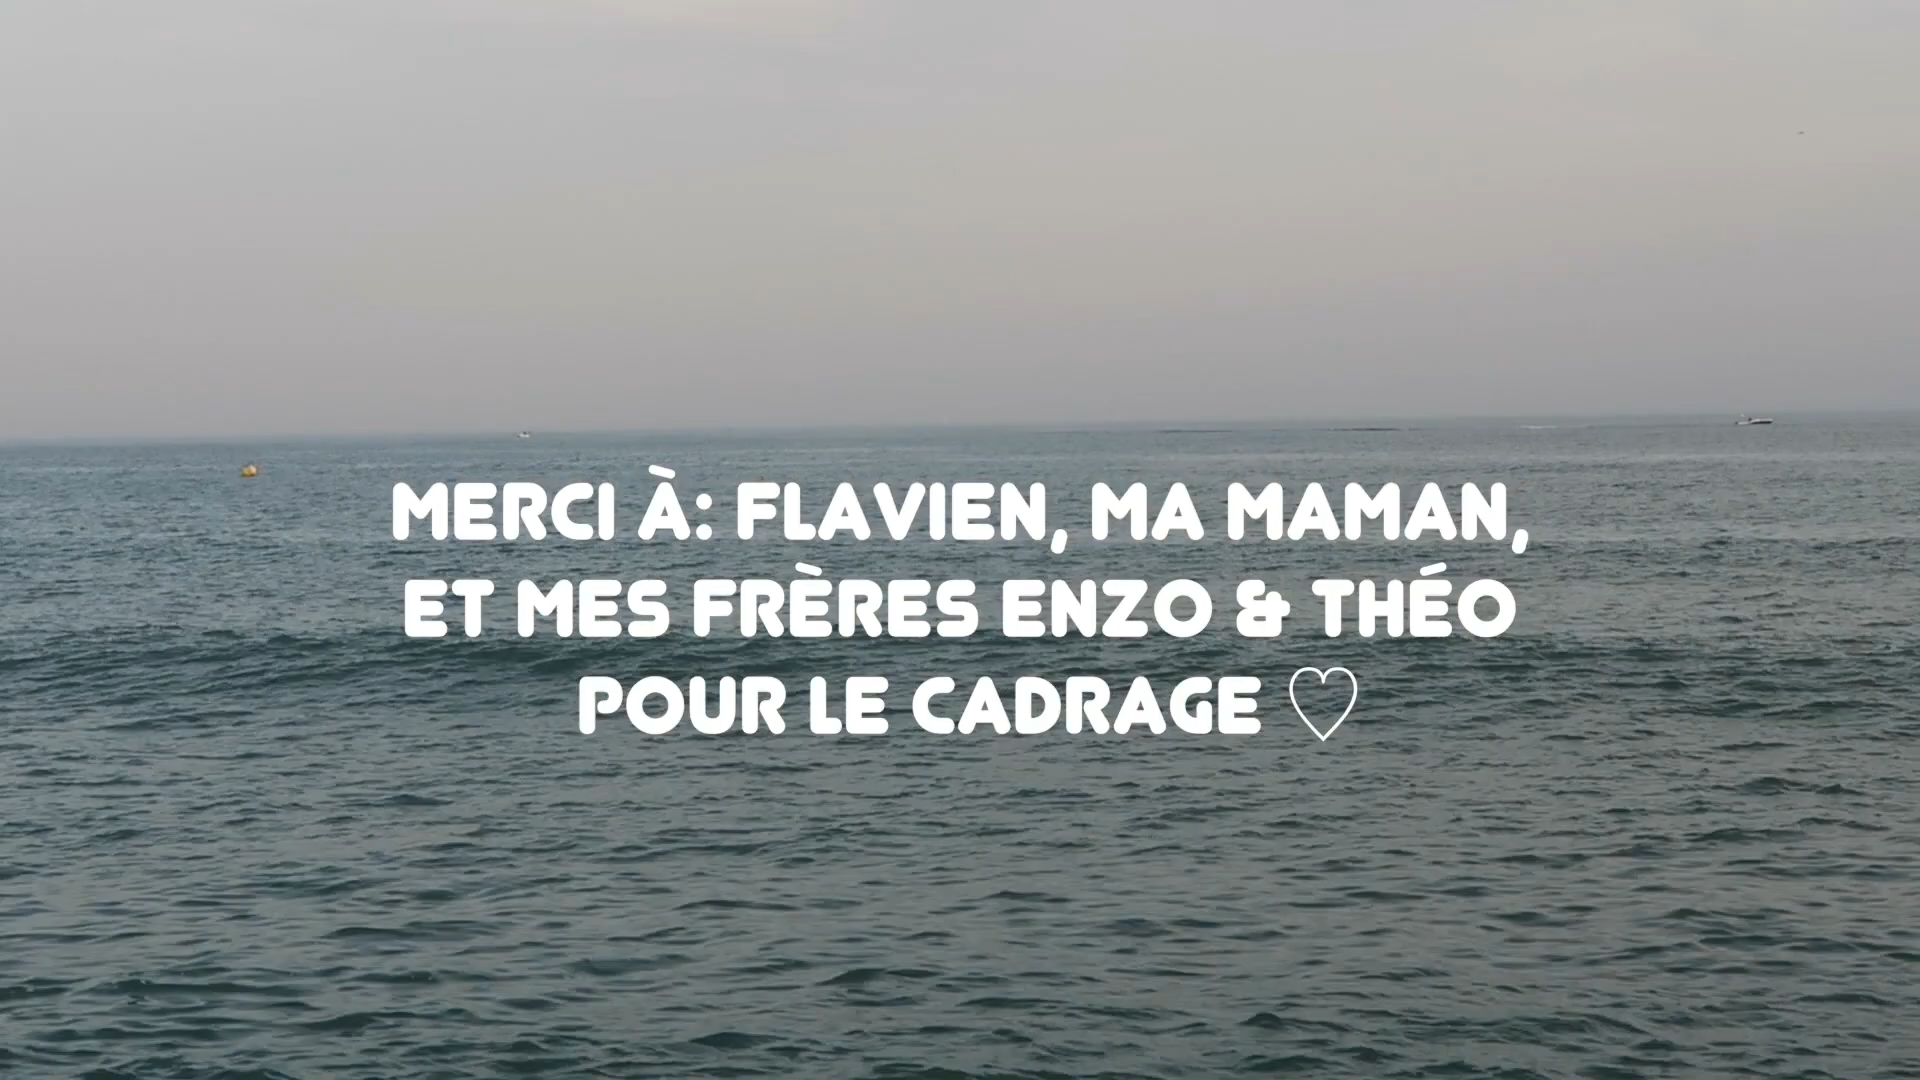 MERCI À: FLAVIEN, MA MAMAN,
ET MES FRÈRES ENZO & THÉO
POUR LE CADRAGE ♡